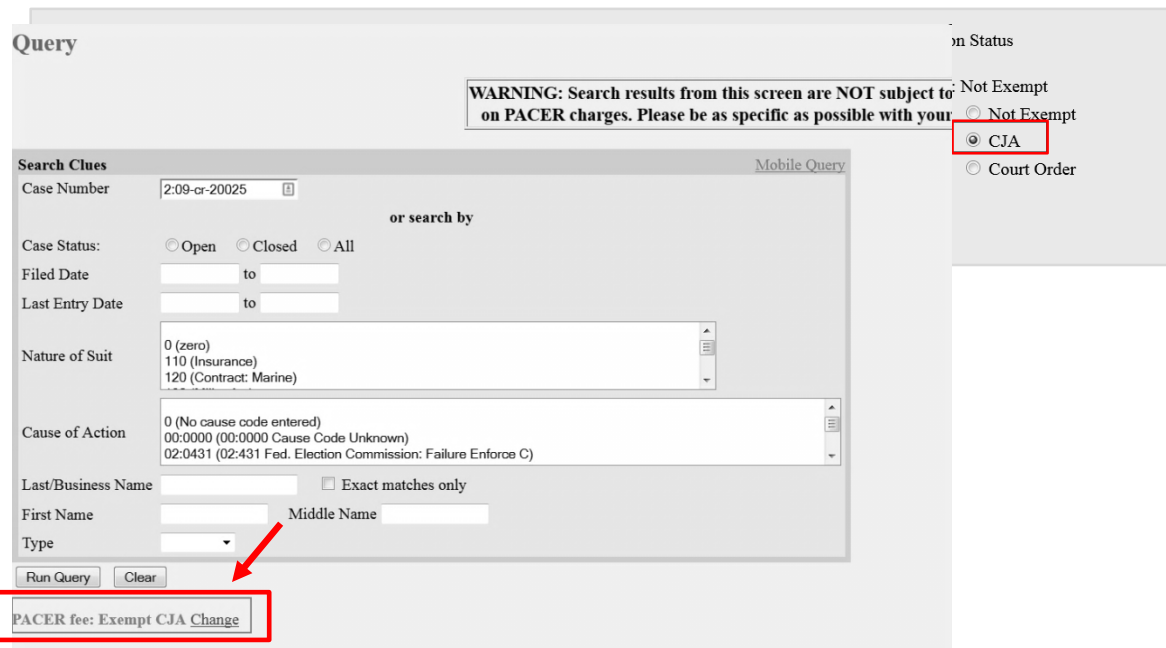 Query
on Status
WARNING: Search results from this screen are NOT subject to
on PACER charges. Please be as specific as possible with your
: Not Exempt
Not Exempt
CJA
Court Order
Search Clues Mobile Query
Case Number 2:09-cr-20025
or search by
Case Status: Open Closed All
Filed Date to
Last Entry Date to
Nature of Suit
0 (zero)
110 (Insurance)
120 (Contract: Marine)
Cause of Action
0 (No cause code entered)
00:0000 (00:0000 Cause Code Unknown)
02:0431 (02:431 Fed. Election Commission: Failure Enforce C)
Last/Business Name Exact matches only
First Name Middle Name
Type
Run Query Clear
PACER fee: Exempt CJA Change